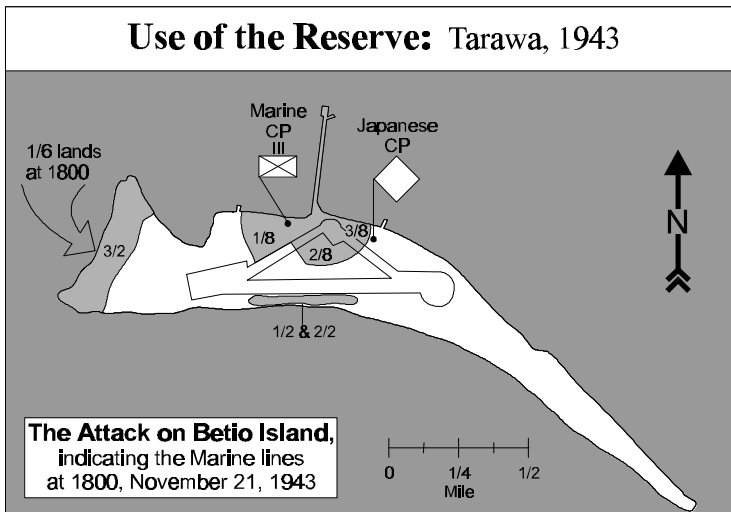 Use of the Reserve: Tarawa, 1943
Marine
CP
III
Japanese
CP
1/6 lands
at 1800
3/2
1/8
2/8
3/8
N
1/2 & 2/2
The Attack on Betio Island,
indicating the Marine lines
at 1800, November 21, 1943
0 1/4 1/2
Mile